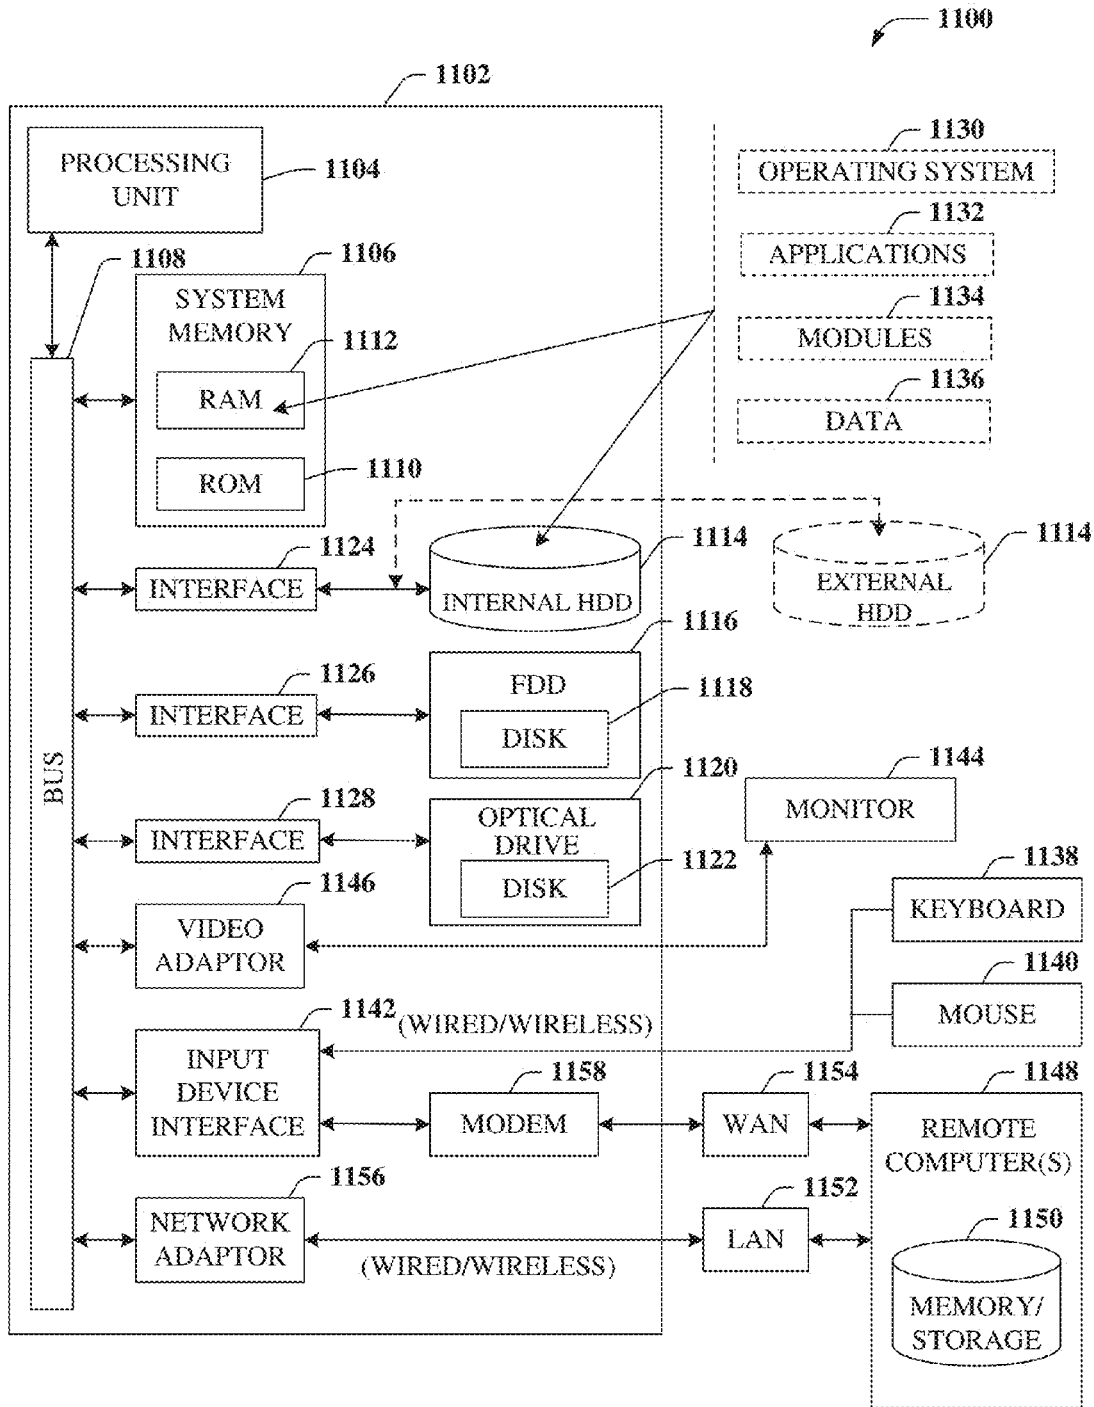 1100
1102
PROCESSING
UNIT
1104
1130
OPERATING SYSTEM
1132
APPLICATIONS
1134
MODULES
1136
DATA
1108
1106
SYSTEM
MEMORY
1112
RAM
1110
ROM
1124
INTERFACE
1114
INTERNAL HDD
1114
EXTERNAL
HDD
1116
FDD
1126
INTERFACE
1118
DISK
BUS
1120
OPTICAL
DRIVE
1128
INTERFACE
1122
DISK
1144
MONITOR
1146
VIDEO
ADAPTOR
1138
KEYBOARD
1140
MOUSE
1142
(WIRED/WIRELESS)
INPUT
DEVICE
INTERFACE
1158
MODEM
1154
WAN
1148
REMOTE
COMPUTER(S)
1156
NETWORK
ADAPTOR
(WIRED/WIRELESS)
1152
LAN
1150
MEMORY/
STORAGE